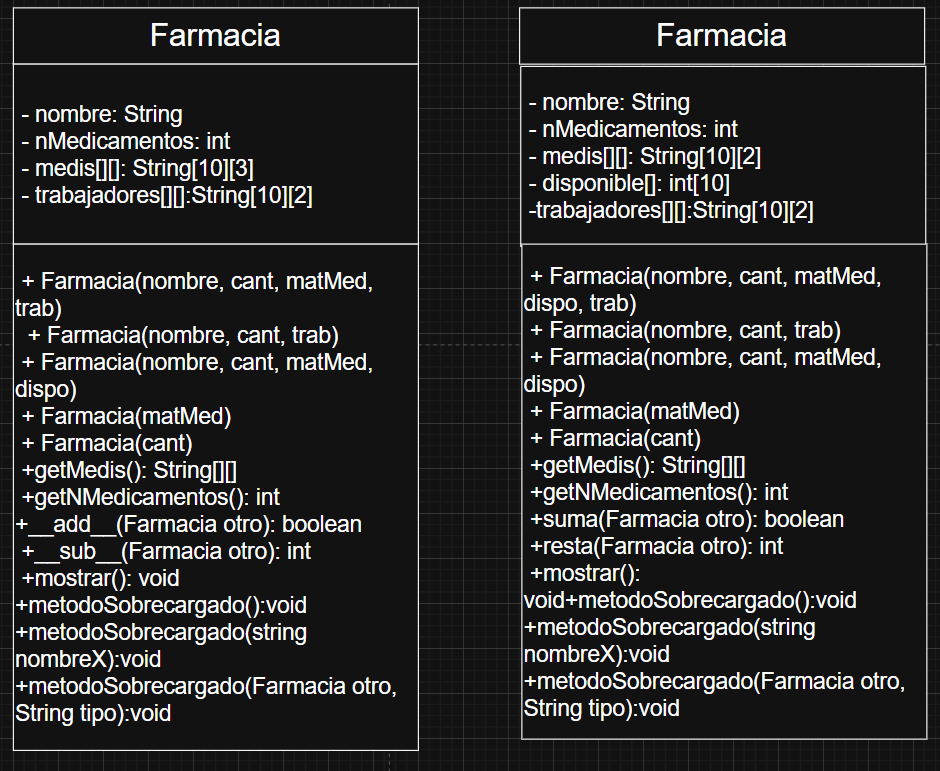 Farmacia
- nombre: String
- nMedicamentos: int
- medis[][]: String[10][3]
- trabajadores[][]:String[10][2]
+ Farmacia(nombre, cant, matMed,
trab)
+ Farmacia(nombre, cant, trab)
+ Farmacia(nombre, cant, matMed,
dispo)
+ Farmacia(matMed)
+ Farmacia(cant)
+getMedis(): String[][]
+getNMedicamentos(): int
+__add__(Farmacia otro): boolean
+__sub__(Farmacia otro): int
+mostrar(): void
+metodoSobrecargado():void
+metodoSobrecargado(string
nombreX):void
+metodoSobrecargado(Farmacia otro,
String tipo):void
Farmacia
- nombre: String
- nMedicamentos: int
- medis[][]: String[10][2]
- disponible[]: int[10]
-trabajadores[][]:String[10][2]
+ Farmacia(nombre, cant, matMed,
dispo, trab)
+ Farmacia(nombre, cant, trab)
+ Farmacia(nombre, cant, matMed,
dispo)
+ Farmacia(matMed)
+ Farmacia(cant)
+getMedis(): String[][]
+getNMedicamentos(): int
+suma(Farmacia otro): boolean
+resta(Farmacia otro): int
+mostrar():
void+metodoSobrecargado():void
+metodoSobrecargado(string
nombreX):void
+metodoSobrecargado(Farmacia otro,
String tipo):void